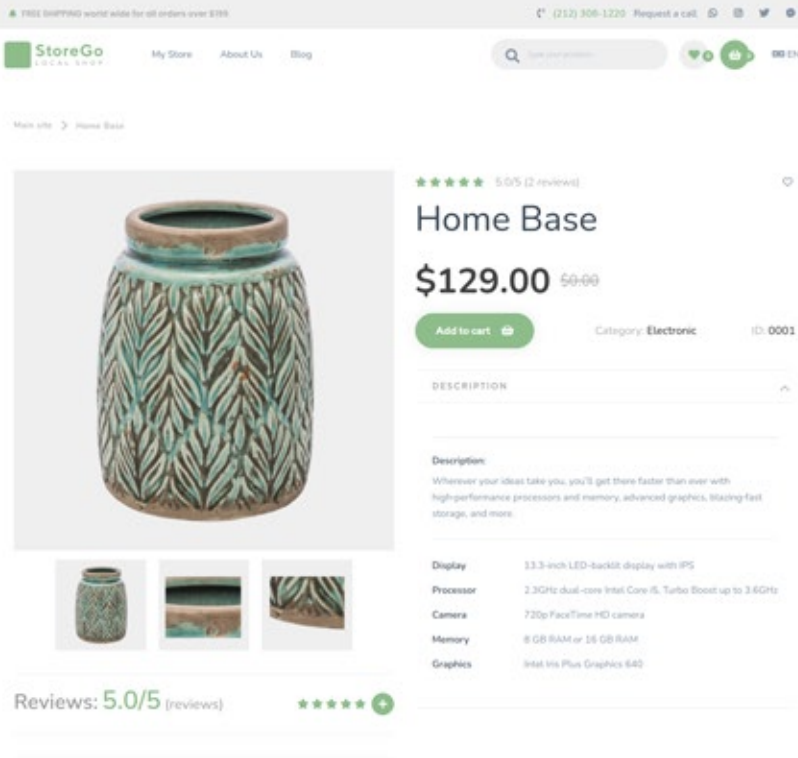 FREE SHIPPING world wide for all orders over $199.
(212) 308-1220 Request a call
StoreGo
LOCAL SHOP
My Store About Us Blog
Type your product...
0
EN
Main site > Home Base
5.0/5 (2 reviews)
Home Base
$129.00 $0.00
Add to cart Category: Electronic ID: 0001
DESCRIPTION
Description:
Wherever your ideas take you, you'll get there faster than ever with
high-performance processors and memory, advanced graphics, blazing-fast
storage, and more.
Display 13.3-inch LED-backlit display with IPS
Processor 2.3GHz dual-core Intel Core i5, Turbo Boost up to 3.6GHz
Camera 720p FaceTime HD camera
Memory 8 GB RAM or 16 GB RAM
Graphics Intel Iris Plus Graphics 640
Reviews: 5.0/5 (reviews)